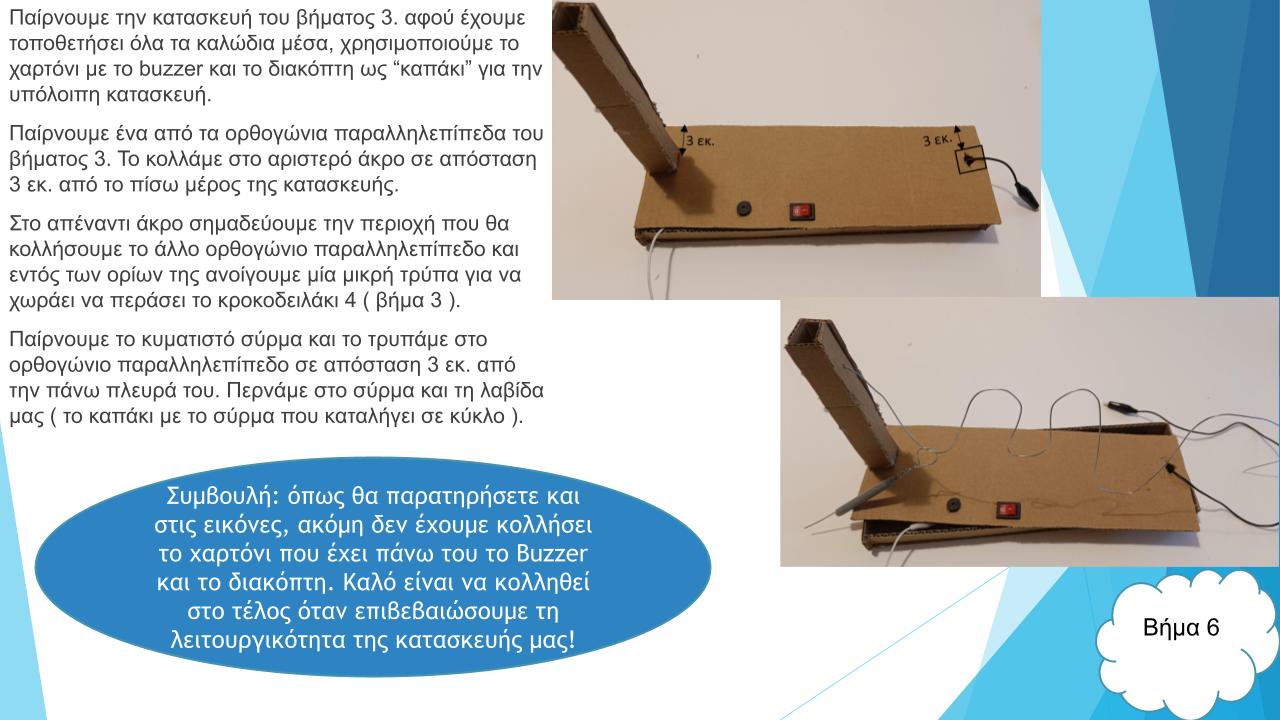 Παίρνουμε την κατασκευή του βήματος 3. αφού έχουμε
τοποθετήσει όλα τα καλώδια μέσα, χρησιμοποιούμε το
χαρτόνι με το buzzer και το διακόπτη ως “καπάκι” για την
υπόλοιπη κατασκευή.
Παίρνουμε ένα από τα ορθογώνια παραλληλεπίπεδα του
βήματος 3. Το κολλάμε στο αριστερό άκρο σε απόσταση
3 εκ. από το πίσω μέρος της κατασκευής.
Στο απέναντι άκρο σημαδεύουμε την περιοχή που θα
κολλήσουμε το άλλο ορθογώνιο παραλληλεπίπεδο και
εντός των ορίων της ανοίγουμε μία μικρή τρύπα για να
χωράει να περάσει το κροκοδειλάκι 4 ( βήμα 3 ).
Παίρνουμε το κυματιστό σύρμα και το τρυπάμε στο
ορθογώνιο παραλληλεπίπεδο σε απόσταση 3 εκ. από
την πάνω πλευρά του. Περνάμε στο σύρμα και τη λαβίδα
μας ( το καπάκι με το σύρμα που καταλήγει σε κύκλο ).
3 εκ.
3 εκ.
Συμβουλή: όπως θα παρατηρήσετε και
στις εικόνες, ακόμη δεν έχουμε κολλήσει
το χαρτόνι που έχει πάνω του το Buzzer
και το διακόπτη. Καλό είναι να κολληθεί
στο τέλος όταν επιβεβαιώσουμε τη
λειτουργικότητα της κατασκευής μας!
Βήμα 6